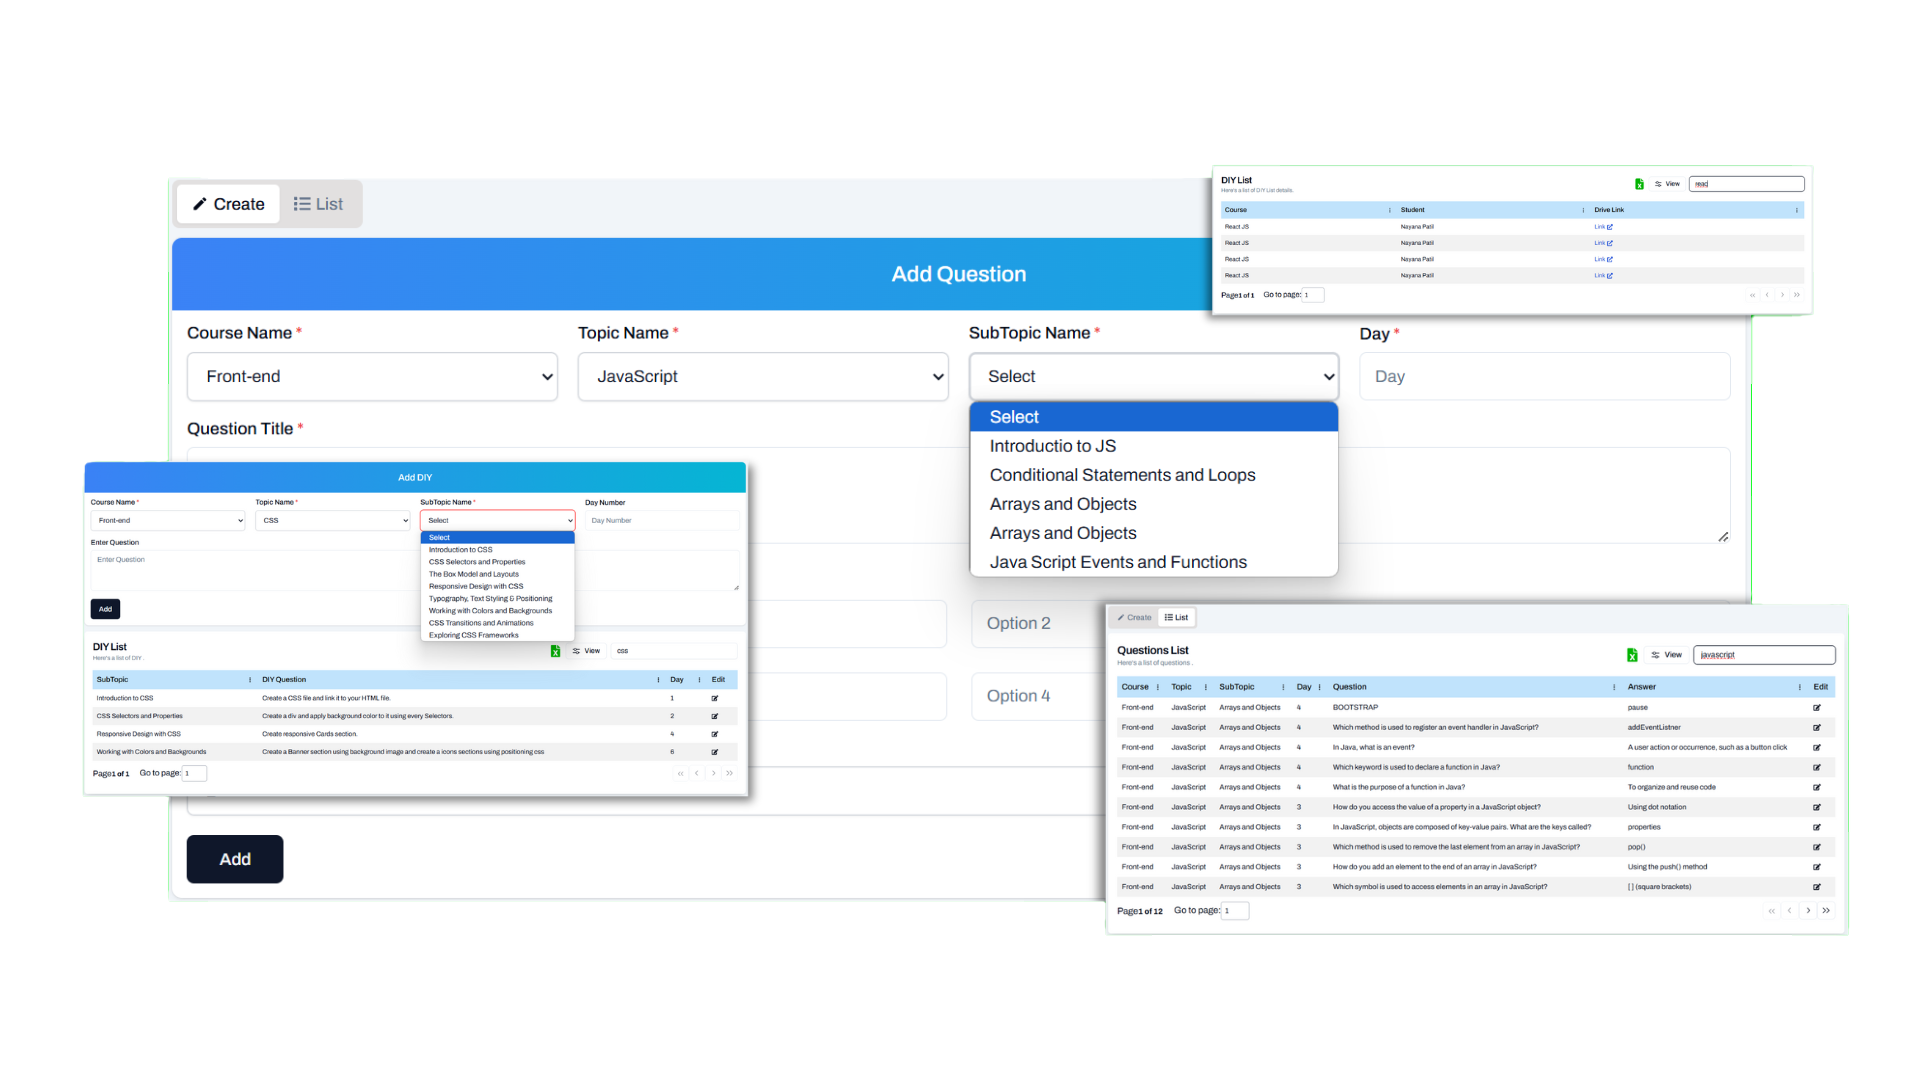 Create List
Add Question
Course Name *
Topic Name *
SubTopic Name *
Day *
Front-end
JavaScript
Select
Day
Select
Introductio to JS
Conditional Statements and Loops
Arrays and Objects
Arrays and Objects
Java Script Events and Functions
Question Title *
Option 2
Option 4
Add
DIY List
Here's a list of DIY List details.
View
read
Course Student Drive Link
React JS Nayana Patil Link
React JS Nayana Patil Link
React JS Nayana Patil Link
React JS Nayana Patil Link
Page1 of 1 Go to page: 1
Add DIY
Course Name * Topic Name * SubTopic Name * Day Number
Front-end CSS Select Day Number
Select
Introduction to CSS
CSS Selectors and Properties
The Box Model and Layouts
Responsive Design with CSS
Typography, Text Styling & Positioning
Working with Colors and Backgrounds
CSS Transitions and Animations
Exploring CSS Frameworks
Enter Question
Enter Question
Add
DIY List
Here's a list of DIY .
View
css
SubTopic DIY Question Day Edit
Introduction to CSS Create a CSS file and link it to your HTML file. 1
CSS Selectors and Properties Create a div and apply background color to it using every Selectors. 2
Responsive Design with CSS Create responsive Cards section. 4
Working with Colors and Backgrounds Create a Banner section using background image and create a icons sections using positioning css 6
Page1 of 1 Go to page: 1
Create List
Questions List
Here's a list of questions .
View
javascript
Course Topic SubTopic Day Question Answer Edit
Front-end JavaScript Arrays and Objects 4 BOOTSTRAP pause
Front-end JavaScript Arrays and Objects 4 Which method is used to register an event handler in JavaScript? addEventListner
Front-end JavaScript Arrays and Objects 4 In Java, what is an event? A user action or occurrence, such as a button click
Front-end JavaScript Arrays and Objects 4 Which keyword is used to declare a function in Java? function
Front-end JavaScript Arrays and Objects 4 What is the purpose of a function in Java? To organize and reuse code
Front-end JavaScript Arrays and Objects 3 How do you access the value of a property in a JavaScript object? Using dot notation
Front-end JavaScript Arrays and Objects 3 In JavaScript, objects are composed of key-value pairs. What are the keys called? properties
Front-end JavaScript Arrays and Objects 3 Which method is used to remove the last element from an array in JavaScript? pop()
Front-end JavaScript Arrays and Objects 3 How do you add an element to the end of an array in JavaScript? Using the push() method
Front-end JavaScript Arrays and Objects 3 Which symbol is used to access elements in an array in JavaScript? [ ] (square brackets)
Page1 of 12 Go to page: 1